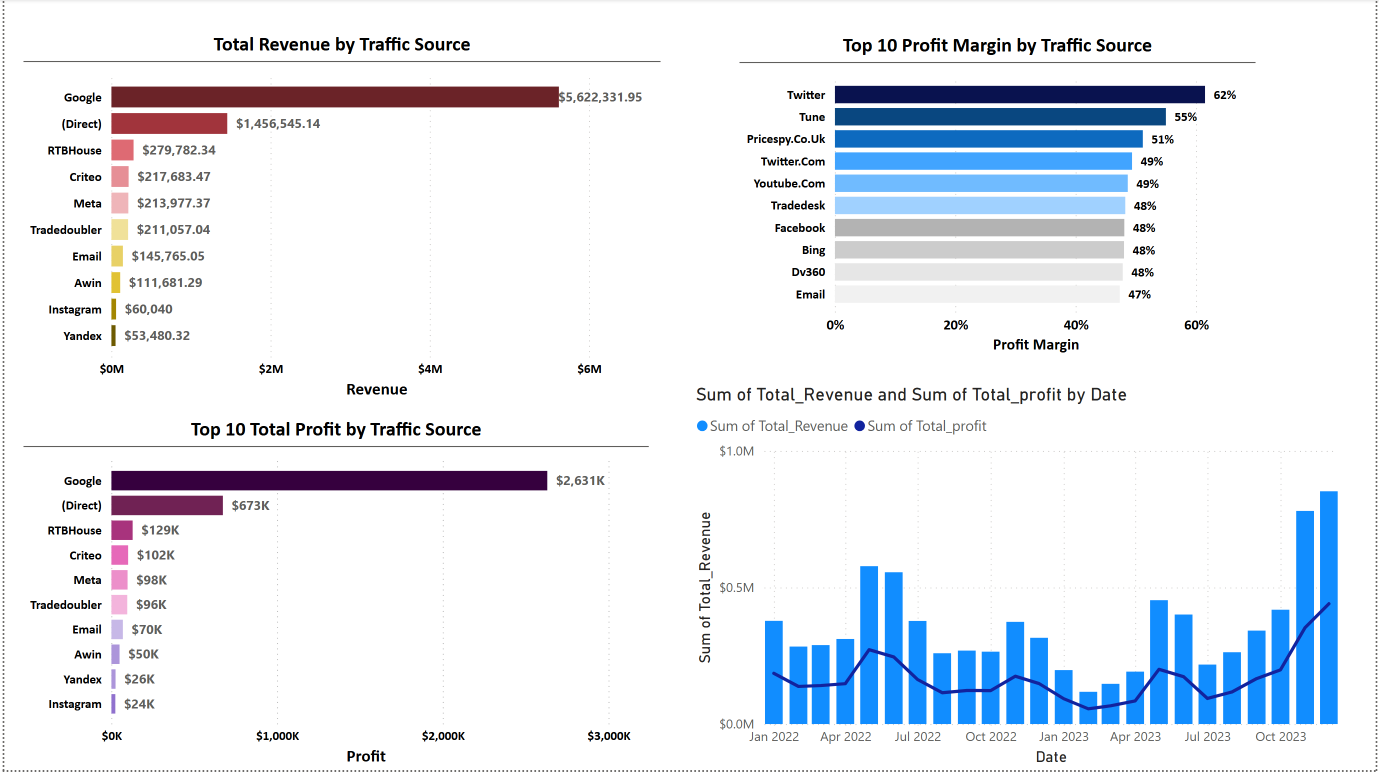 Total Revenue by Traffic Source
Google $5,622,331.95
(Direct) $1,456,545.14
RTBHouse $279,782.34
Criteo $217,683.47
Meta $213,977.37
Tradedoubler $211,057.04
Email $145,765.05
Awin $111,681.29
Instagram $60,040
Yandex $53,480.32
$0M $2M $4M $6M
Revenue
Top 10 Profit Margin by Traffic Source
Twitter 62%
Tune 55%
Pricespy.Co.Uk 51%
Twitter.Com 49%
Youtube.Com 49%
Tradedesk 48%
Facebook 48%
Bing 48%
Dv360 48%
Email 47%
0% 20% 40% 60%
Profit Margin
Top 10 Total Profit by Traffic Source
Google $2,631K
(Direct) $673K
RTBHouse $129K
Criteo $102K
Meta $98K
Tradedoubler $96K
Email $70K
Awin $50K
Yandex $26K
Instagram $24K
$0K $1,000K $2,000K $3,000K
Profit
Sum of Total_Revenue and Sum of Total_profit by Date
Sum of Total_Revenue Sum of Total_profit
$1.0M
$0.5M
$0.0M
Sum of Total_Revenue
Jan 2022 Apr 2022 Jul 2022 Oct 2022 Jan 2023 Apr 2023 Jul 2023 Oct 2023
Date